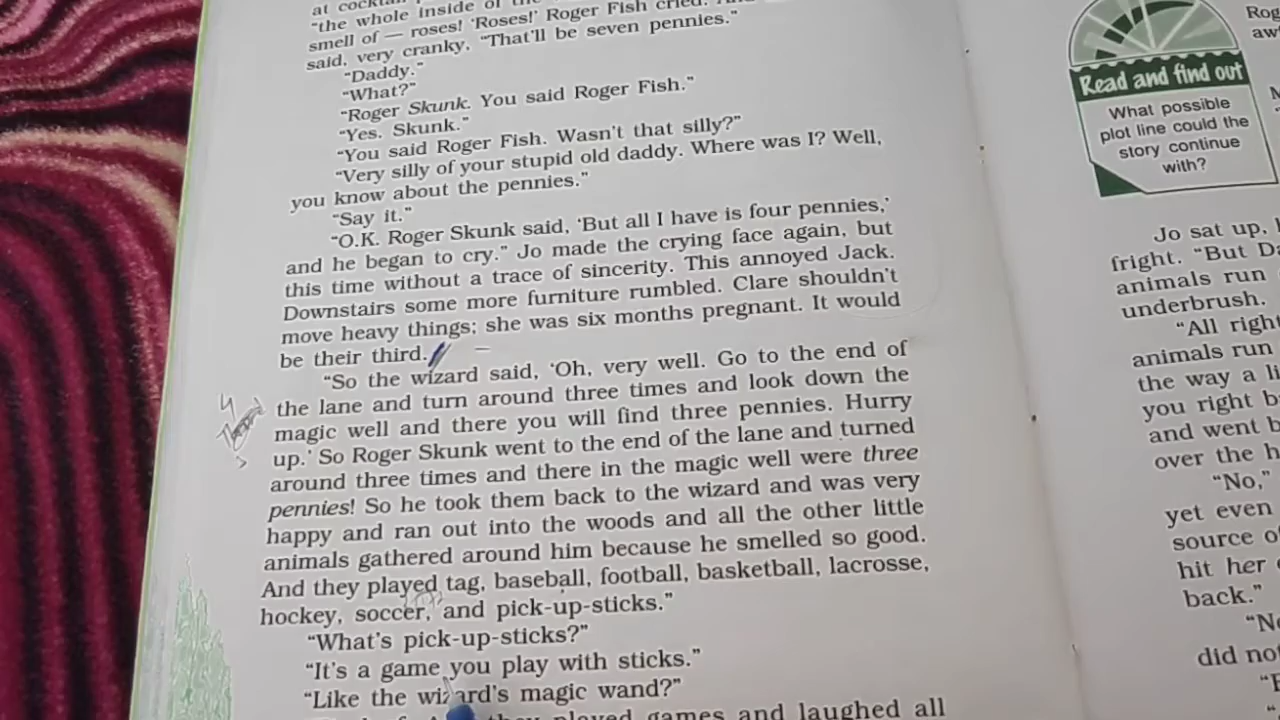 at cocktail
"the whole inside of the
smell of — roses! 'Roses!' Roger Fish cried. And
said, very cranky, "That'll be seven pennies."
"Daddy."
"What?"
"Roger Skunk. You said Roger Fish."
"Yes. Skunk."
"You said Roger Fish. Wasn't that silly?"
"Very silly of your stupid old daddy. Where was I? Well,
you know about the pennies."
"Say it."
"O.K. Roger Skunk said, 'But all I have is four pennies,'
and he began to cry." Jo made the crying face again, but
this time without a trace of sincerity. This annoyed Jack.
Downstairs some more furniture rumbled. Clare shouldn't
move heavy things; she was six months pregnant. It would
be their third.
"So the wizard said, 'Oh, very well. Go to the end of
the lane and turn around three times and look down the
magic well and there you will find three pennies. Hurry
up.' So Roger Skunk went to the end of the lane and turned
around three times and there in the magic well were three
pennies! So he took them back to the wizard and was very
happy and ran out into the woods and all the other little
animals gathered around him because he smelled so good.
And they played tag, baseball, football, basketball, lacrosse,
hockey, soccer, and pick-up-sticks."
"What's pick-up-sticks?"
"It's a game you play with sticks."
"Like the wizard's magic wand?"
they played games and laughed all
Read and find out
What possible
plot line could the
story continue
with?
Jo sat up,
fright. "But
animals run
underbrush.
"All
animals run
the way a
you right
and went
over the
"No,"
yet even
source
hit her
back."
did not